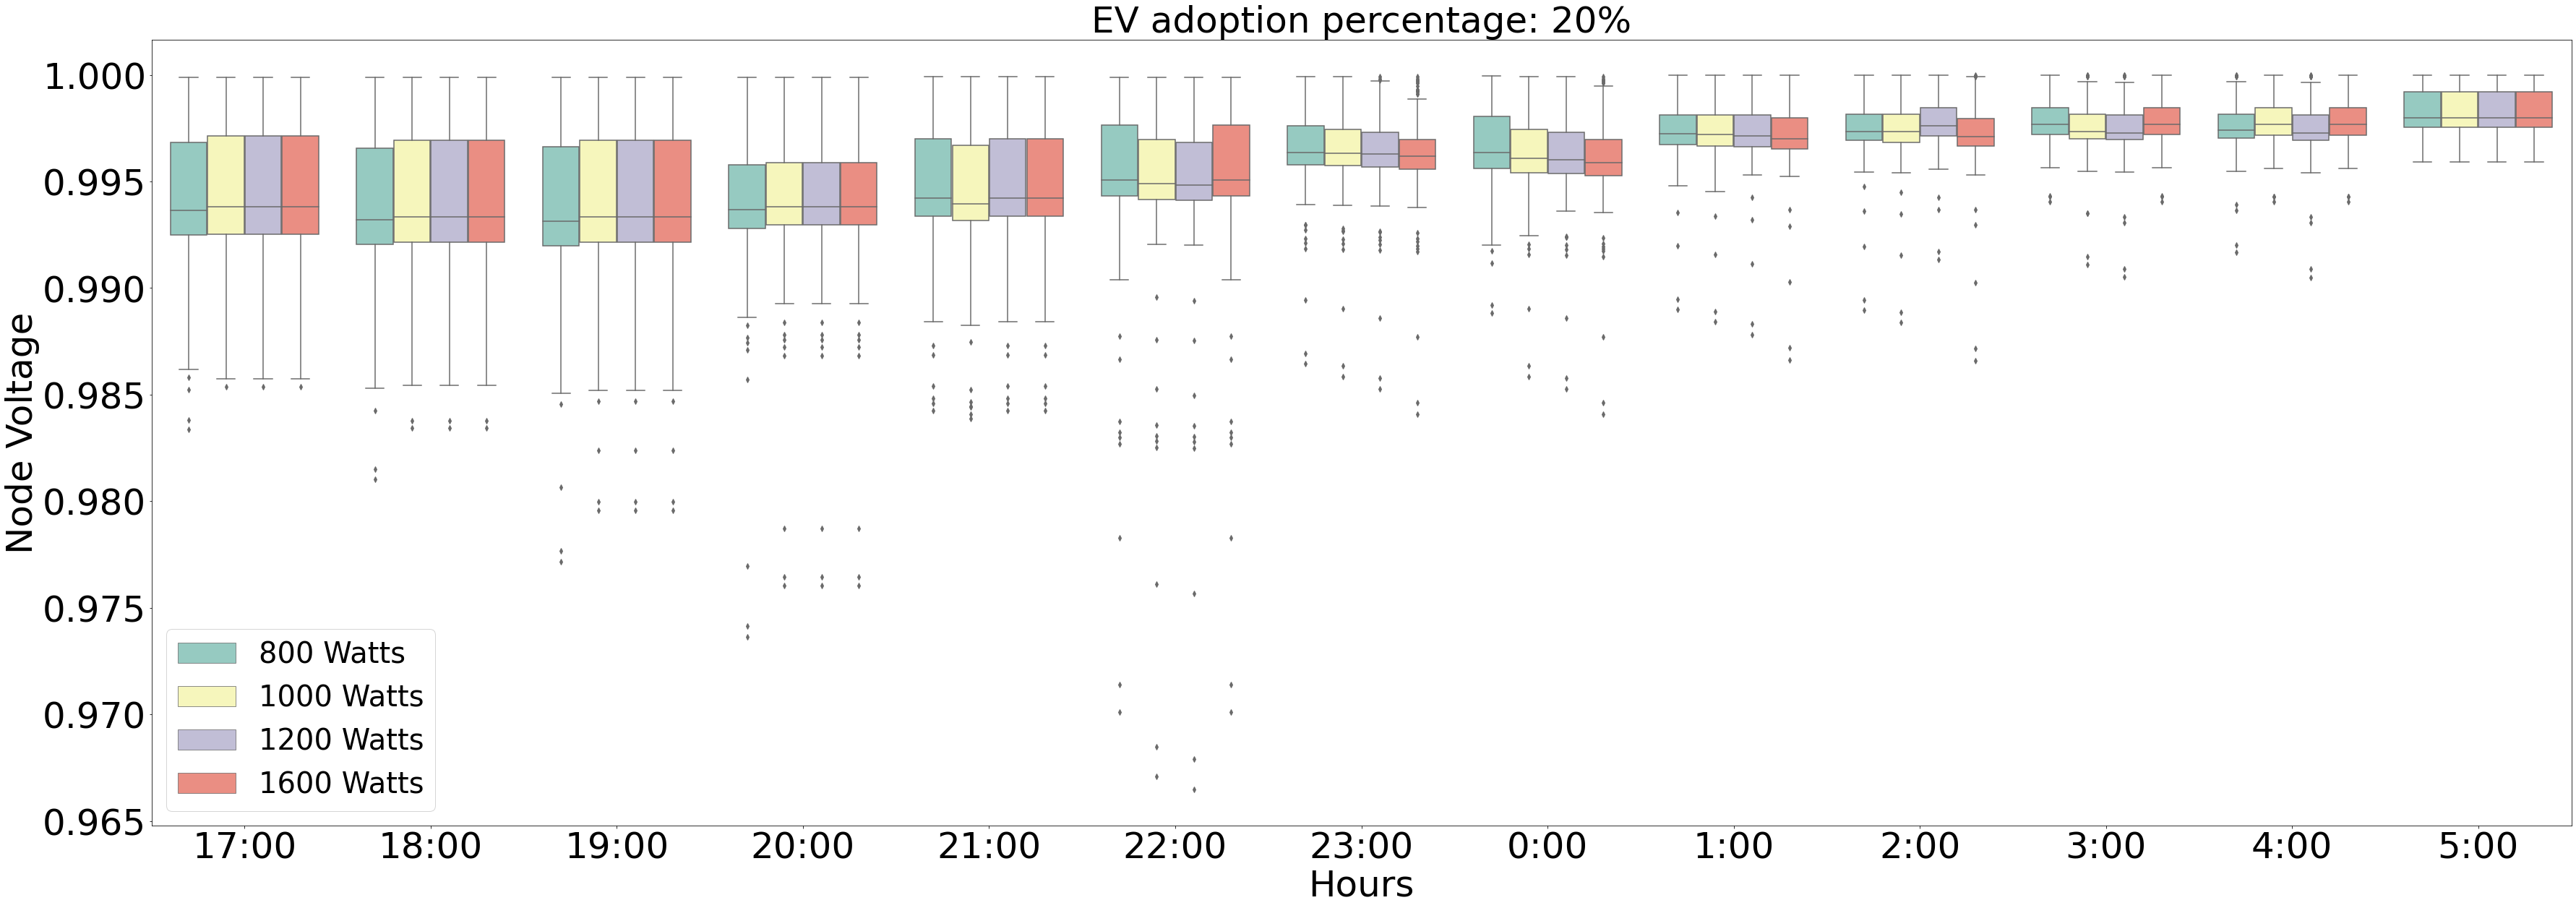 EV adoption percentage: 20%
1.000
0.995
0.990
0.985
0.980
0.975
0.970
0.965
Node Voltage
800 Watts
1000 Watts
1200 Watts
1600 Watts
17:00 18:00 19:00 20:00 21:00 22:00 23:00 0:00 1:00 2:00 3:00 4:00 5:00
Hours